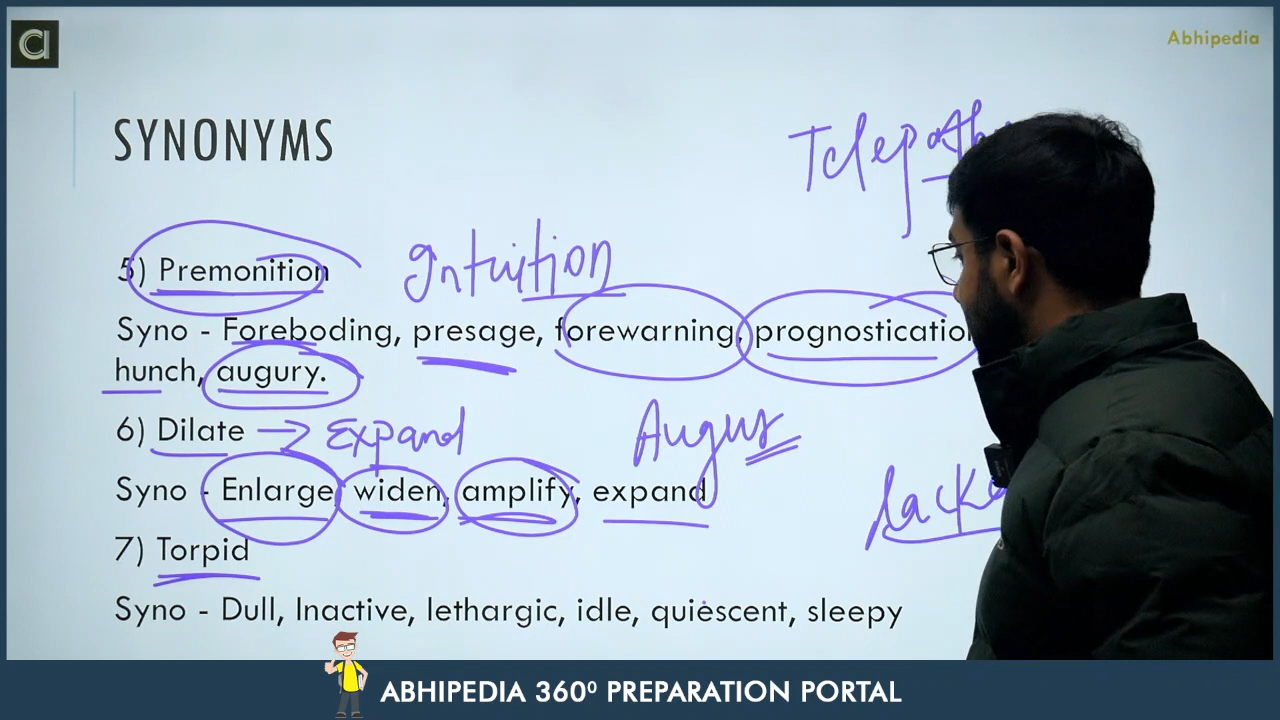 Abhipedia
SYNONYMS
5) Premonition
Intuition
Syno - Foreboding, presage, forewarning, prognostication
hunch, augury.
6) Dilate → Expand
Syno - Enlarge, widen, amplify, expand
7) Torpid
Syno - Dull, Inactive, lethargic, idle, quiescent, sleepy
ABHIPEDIA 360⁰ PREPARATION PORTAL